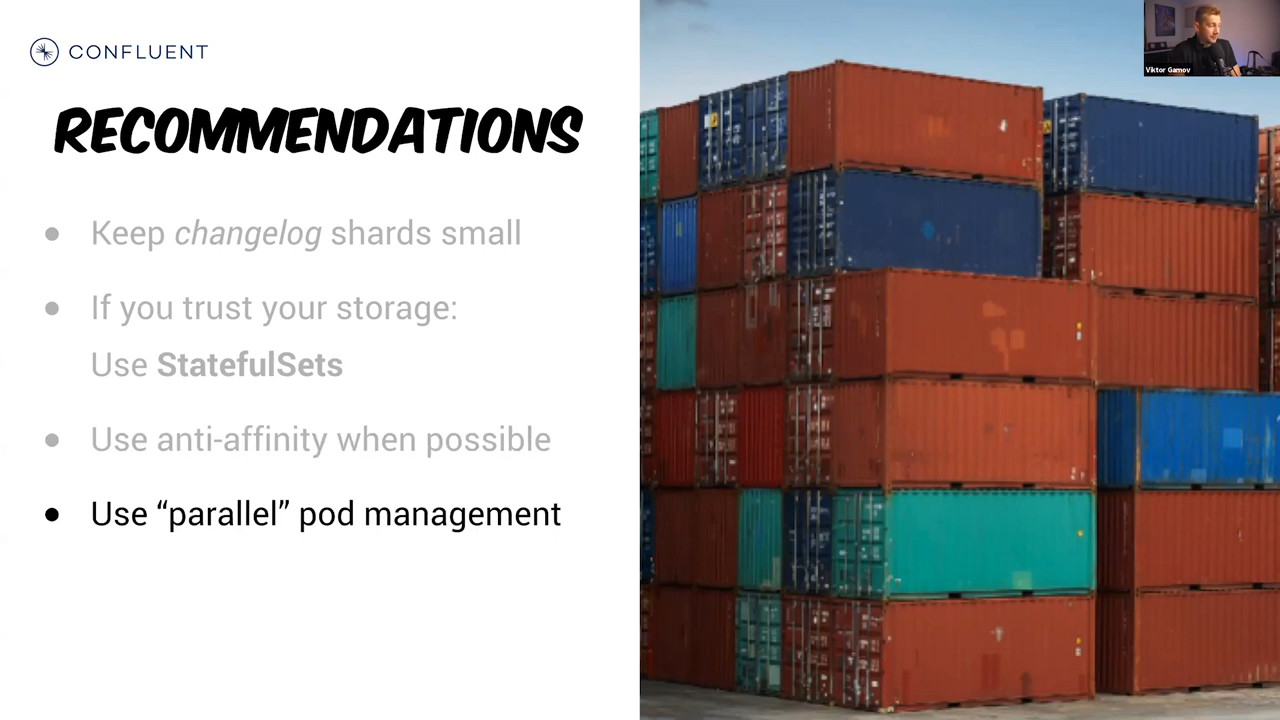 CONFLUENT
RECOMMENDATIONS
• Keep changelog shards small
• If you trust your storage:
Use StatefulSets
• Use anti-affinity when possible
• Use “parallel” pod management
Viktor Gamov